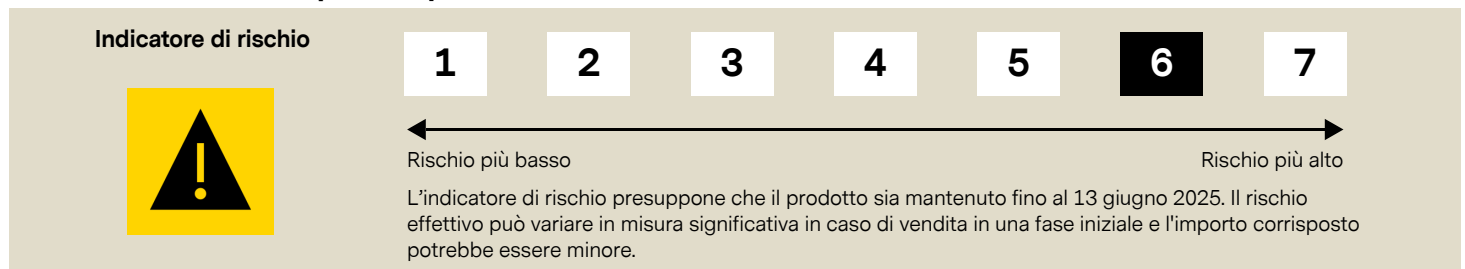 Indicatore di rischio
1 2 3 4 5 6 7
Rischio più basso
Rischio più alto
L'indicatore di rischio presuppone che il prodotto sia mantenuto fino al 13 giugno 2025. Il rischio
effettivo può variare in misura significativa in caso di vendita in una fase iniziale e l'importo corrisposto
potrebbe essere minore.